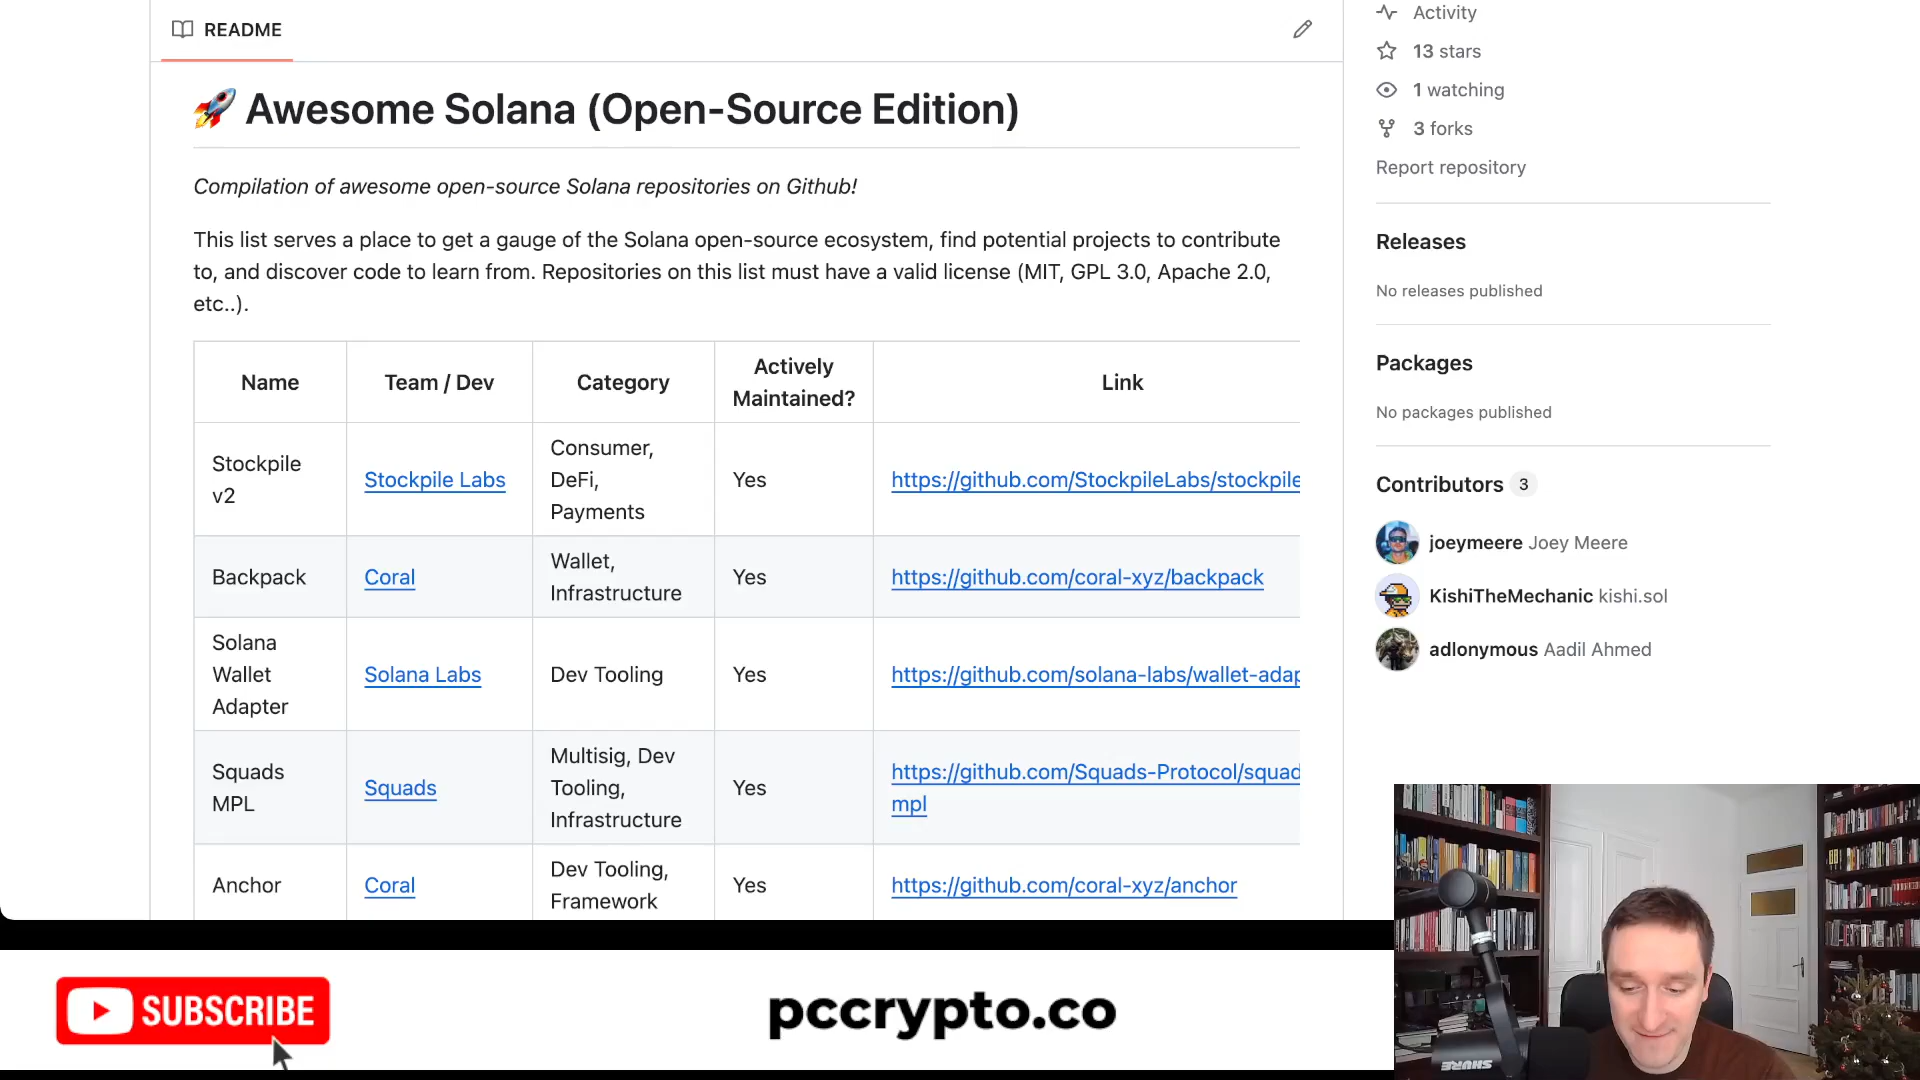 README
🚀 Awesome Solana (Open-Source Edition)
Compilation of awesome open-source Solana repositories on Github!
This list serves a place to get a gauge of the Solana open-source ecosystem, find potential projects to contribute
to, and discover code to learn from. Repositories on this list must have a valid license (MIT, GPL 3.0, Apache 2.0,
etc..).
Name
Team / Dev
Category
Actively
Maintained?
Link
Stockpile
v2
Stockpile Labs
Consumer,
DeFi,
Payments
Yes
https://github.com/StockpileLabs/stockpile
Backpack
Coral
Wallet,
Infrastructure
Yes
https://github.com/coral-xyz/backpack
Solana
Wallet
Adapter
Solana Labs
Dev Tooling
Yes
https://github.com/solana-labs/wallet-adap
Squads
MPL
Squads
Multisig, Dev
Tooling,
Infrastructure
Yes
https://github.com/Squads-Protocol/squad
mpl
Anchor
Coral
Dev Tooling,
Framework
Yes
https://github.com/coral-xyz/anchor
Activity
13 stars
1 watching
3 forks
Report repository
Releases
No releases published
Packages
No packages published
Contributors 3
joeymeere Joey Meere
KishiTheMechanic kishi.sol
adlonymous Aadil Ahmed
SUBSCRIBE
pccrypto.co
SHURE